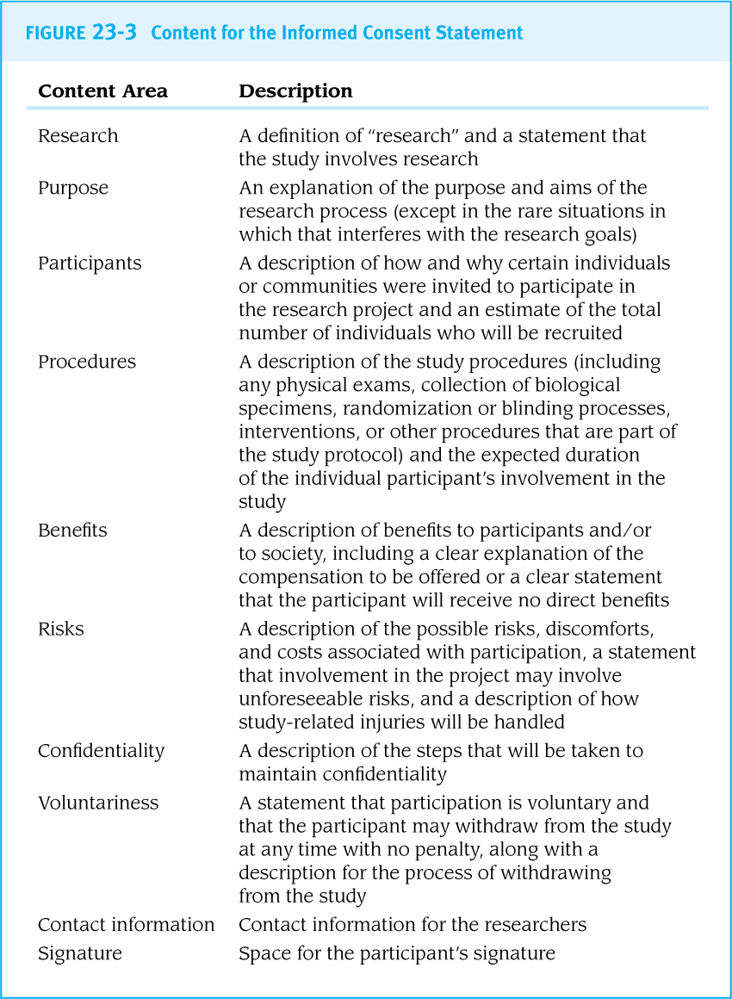 FIGURE 23-3 Content for the Informed Consent Statement
Content Area Description
Research A definition of “research” and a statement that
the study involves research
Purpose An explanation of the purpose and aims of the
research process (except in the rare situations in
which that interferes with the research goals)
Participants A description of how and why certain individuals
or communities were invited to participate in
the research project and an estimate of the total
number of individuals who will be recruited
Procedures A description of the study procedures (including
any physical exams, collection of biological
specimens, randomization or blinding processes,
interventions, or other procedures that are part of
the study protocol) and the expected duration
of the individual participant’s involvement in the
study
Benefits A description of benefits to participants and/or
to society, including a clear explanation of the
compensation to be offered or a clear statement
that the participant will receive no direct benefits
Risks A description of the possible risks, discomforts,
and costs associated with participation, a statement
that involvement in the project may involve
unforeseeable risks, and a description of how
study-related injuries will be handled
Confidentiality A description of the steps that will be taken to
maintain confidentiality
Voluntariness A statement that participation is voluntary and
that the participant may withdraw from the study
at any time with no penalty, along with a
description for the process of withdrawing
from the study
Contact information Contact information for the researchers
Signature Space for the participant’s signature